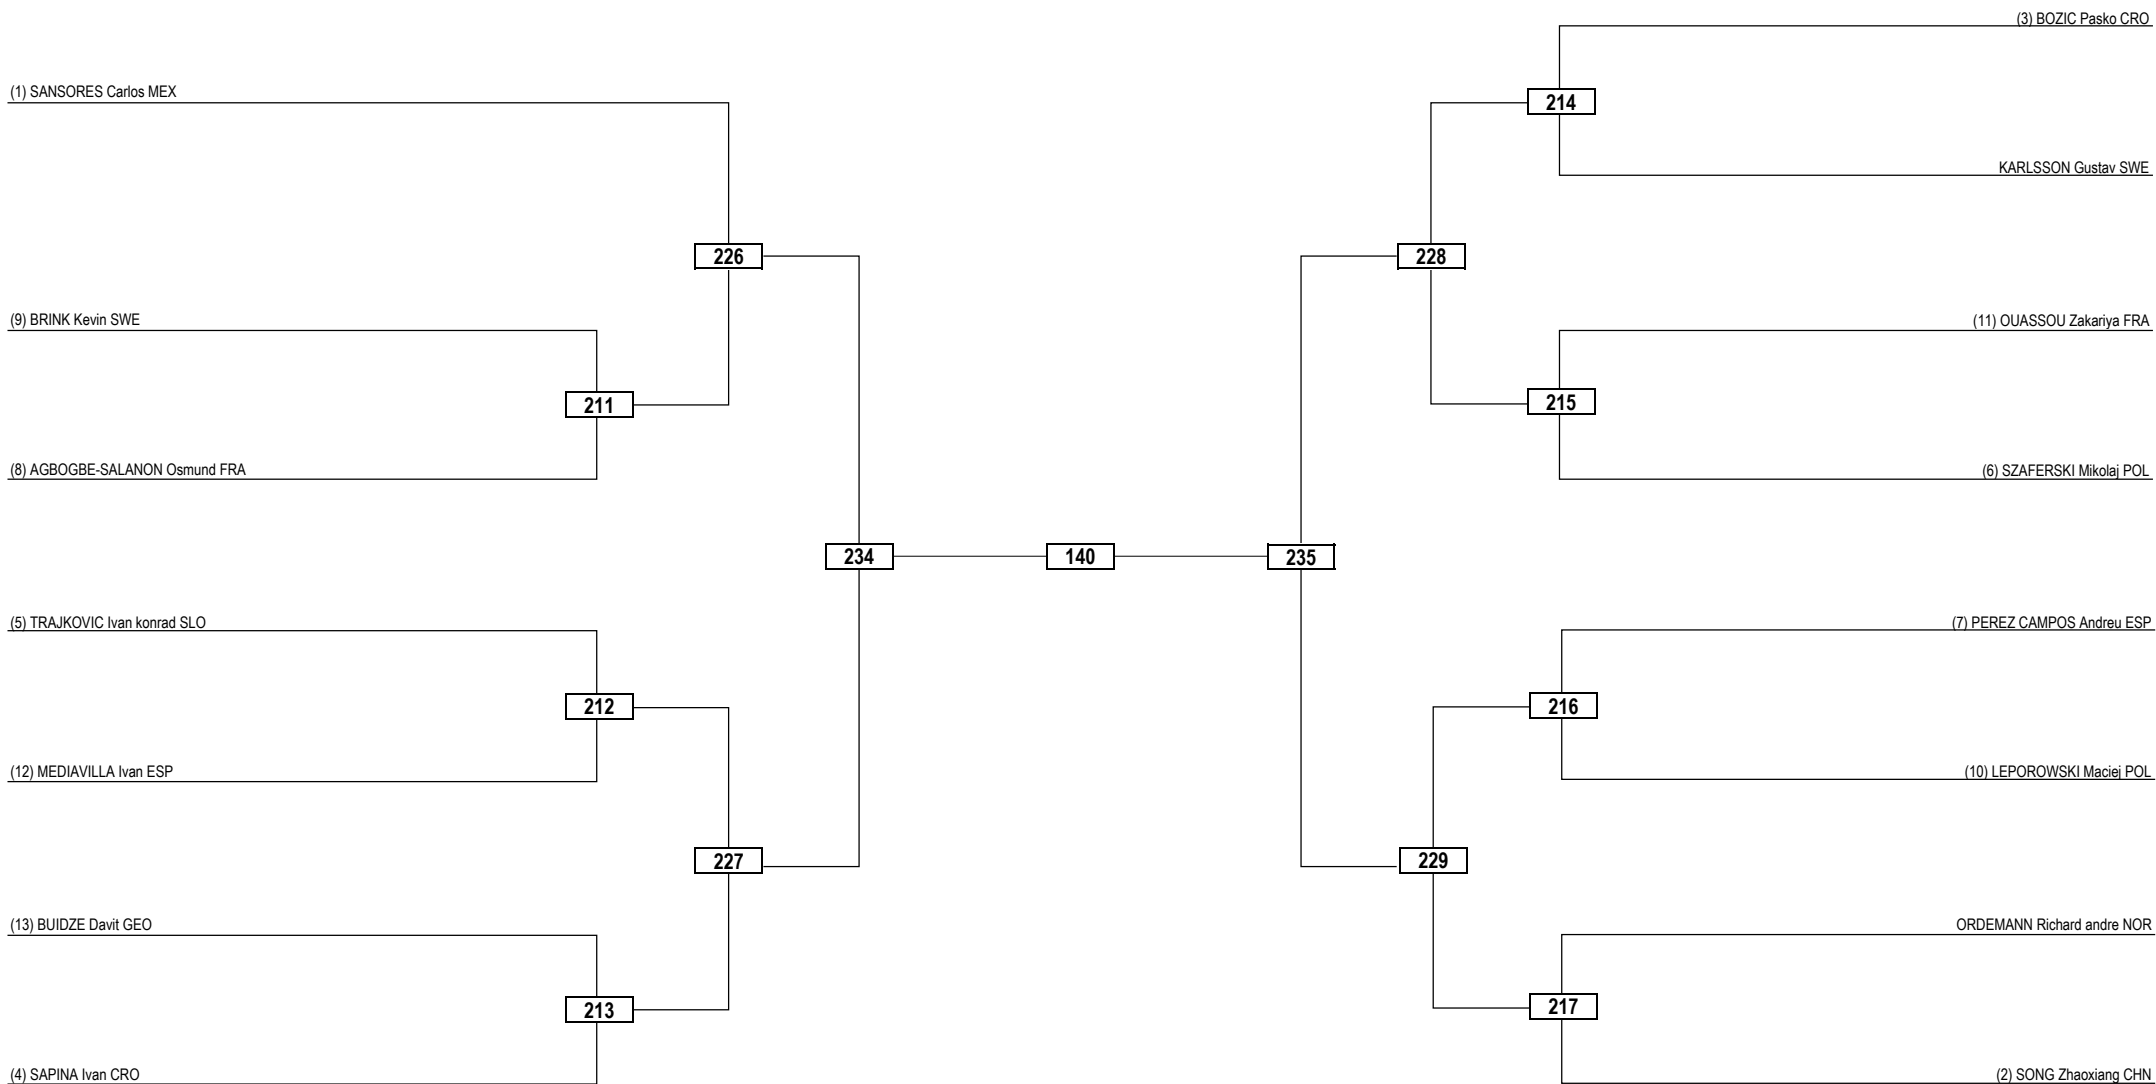 (3) BOZIC Pasko CRO
(1) SANSORES Carlos MEX
214
KARLSSON Gustav SWE
226
228
(9) BRINK Kevin SWE
(11) OUASSOU Zakariya FRA
211
215
(8) AGBOGBE-SALANON Osmund FRA
(6) SZAFERSKI Mikolaj POL
234
140
235
(5) TRAJKOVIC Ivan konrad SLO
(7) PEREZ CAMPOS Andreu ESP
212
216
(12) MEDIAVILLA Ivan ESP
(10) LEPOROWSKI Maciej POL
227
229
(13) BUIDZE Davit GEO
ORDEMANN Richard andre NOR
213
217
(4) SAPINA Ivan CRO
(2) SONG Zhaoxiang CHN